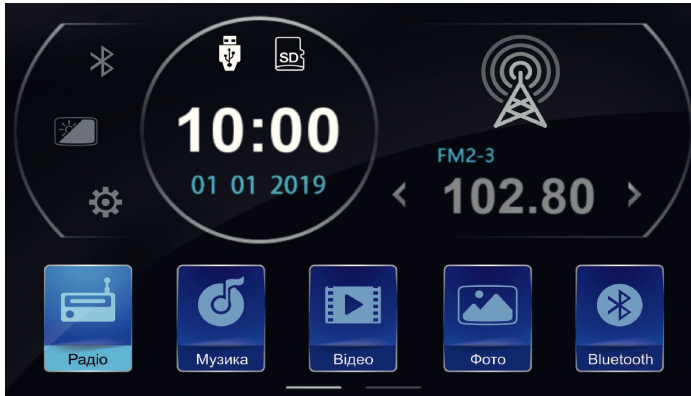 SD
10:00
01 01 2019
FM2-3
102.80
Радіо
Музика
Відео
Фото
Bluetooth